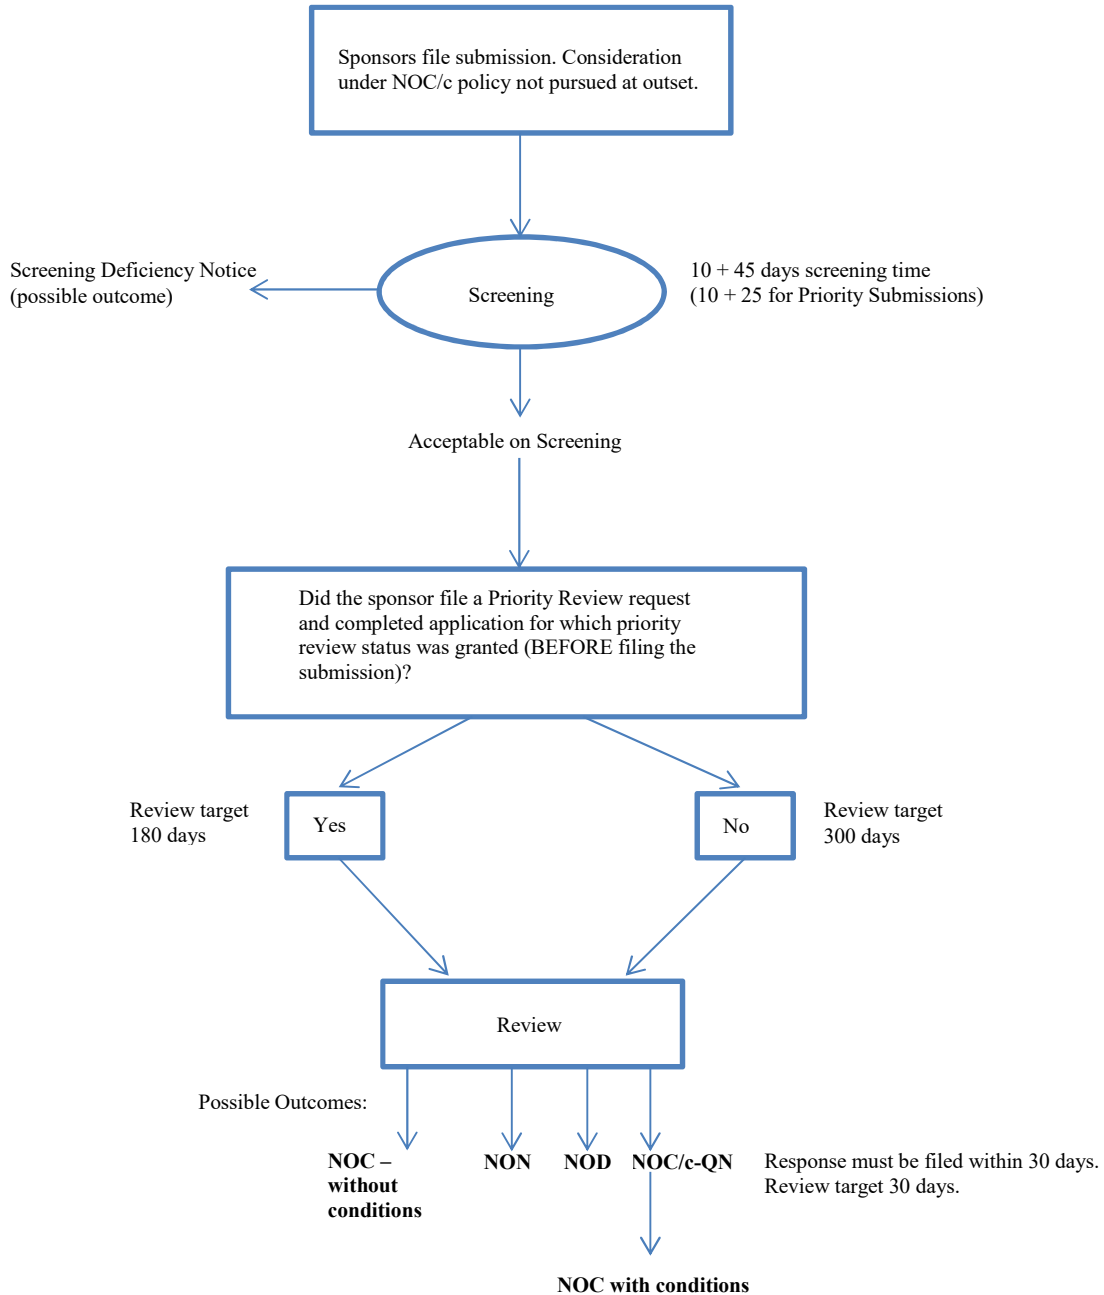 Sponsors file submission. Consideration
under NOC/c policy not pursued at outset.
Screening Deficiency Notice
(possible outcome)
Screening
10 + 45 days screening time
(10 + 25 for Priority Submissions)
Acceptable on Screening
Did the sponsor file a Priority Review request
and completed application for which priority
review status was granted (BEFORE filing the
submission)?
Review target
180 days
Yes
No
Review target
300 days
Review
Possible Outcomes:
NOC –
without
conditions
NON
NOD
NOC/c-QN
Response must be filed within 30 days.
Review target 30 days.
NOC with conditions